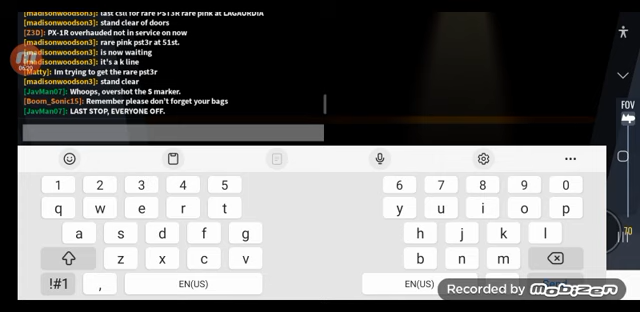 [madisonwoodson3]: last call for rare PST3R rare pink at LAGAURDIA
[madisonwoodson3]: stand clear of doors
[Z3D]: PX-1R overhauded not in service on now
[madisonwoodson3]: rare pink pst3r at 51st.
[madisonwoodson3]: is now waiting
[madisonwoodson3]: it's a k line
[Matty]: Im trying to get the rare pst3r
[madisonwoodson3]: stand clear
[JavMan07]: Whoops, overshot the S marker.
[Boom_Sonic15]: Remember please don't forget your bags
[JavMan07]: LAST STOP, EVERYONE OFF.
FOV
70
1 2 3 4 5 6 7 8 9 0
q w e r t y u i o p
a s d f g h j k l
z x c v b n m
!#1 , EN(US) EN(US)
Recorded by MOBIZEN